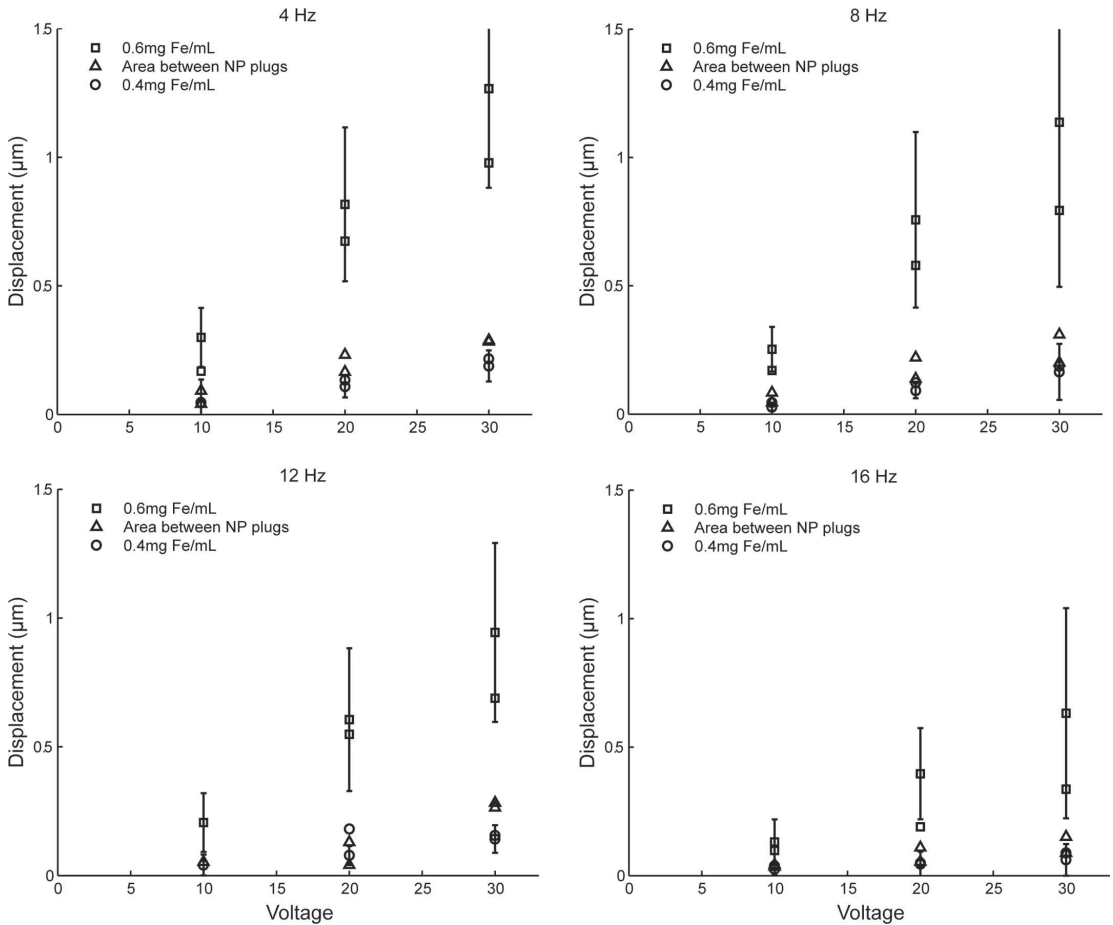 4 Hz
1.5
0.6mg Fe/mL
Area between NP plugs
0.4mg Fe/mL
1
0.5
0
Displacement (µm)
0 5 10 15 20 25 30
8 Hz
1.5
0.6mg Fe/mL
Area between NP plugs
0.4mg Fe/mL
1
0.5
0
Displacement (µm)
0 5 10 15 20 25 30
12 Hz
1.5
0.6mg Fe/mL
Area between NP plugs
0.4mg Fe/mL
1
0.5
0
Displacement (µm)
0 5 10 15 20 25 30
Voltage
16 Hz
1.5
0.6mg Fe/mL
Area between NP plugs
0.4mg Fe/mL
1
0.5
0
Displacement (µm)
0 5 10 15 20 25 30
Voltage